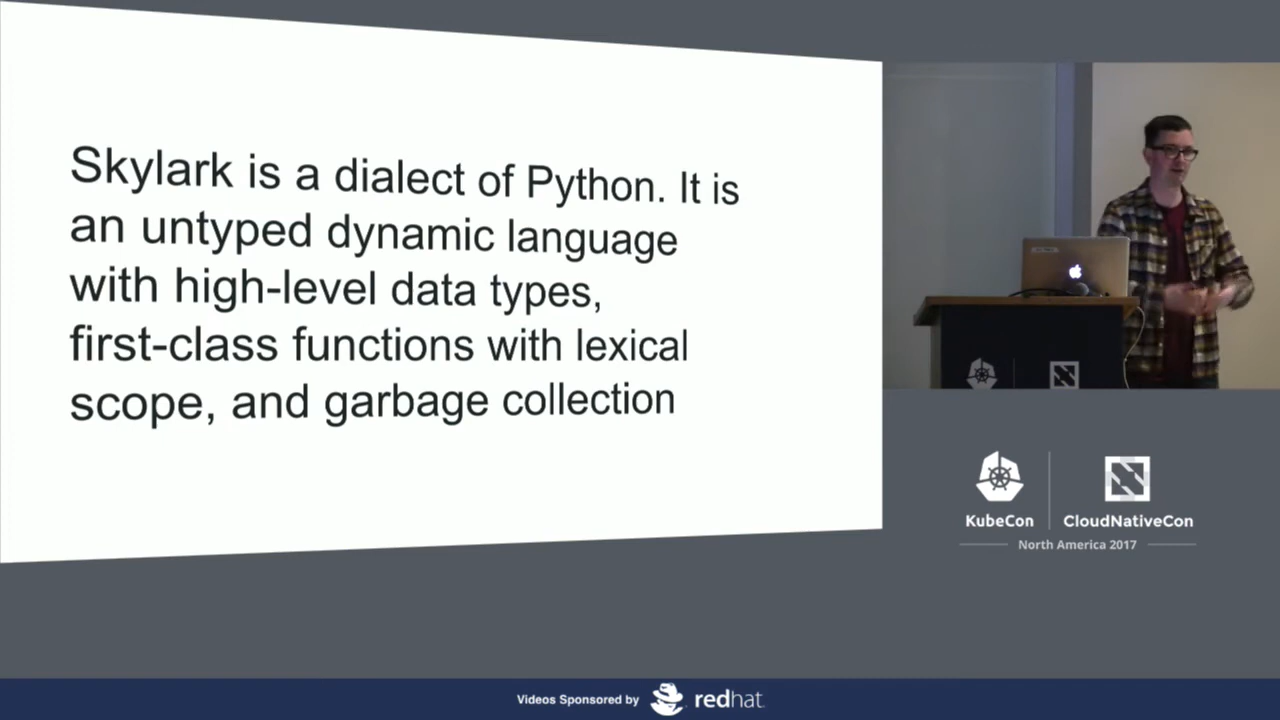 Skylark is a dialect of Python. It is
an untyped dynamic language
with high-level data types,
first-class functions with lexical
scope, and garbage collection
KubeCon
CloudNativeCon
North America 2017
Videos Sponsored by
redhat